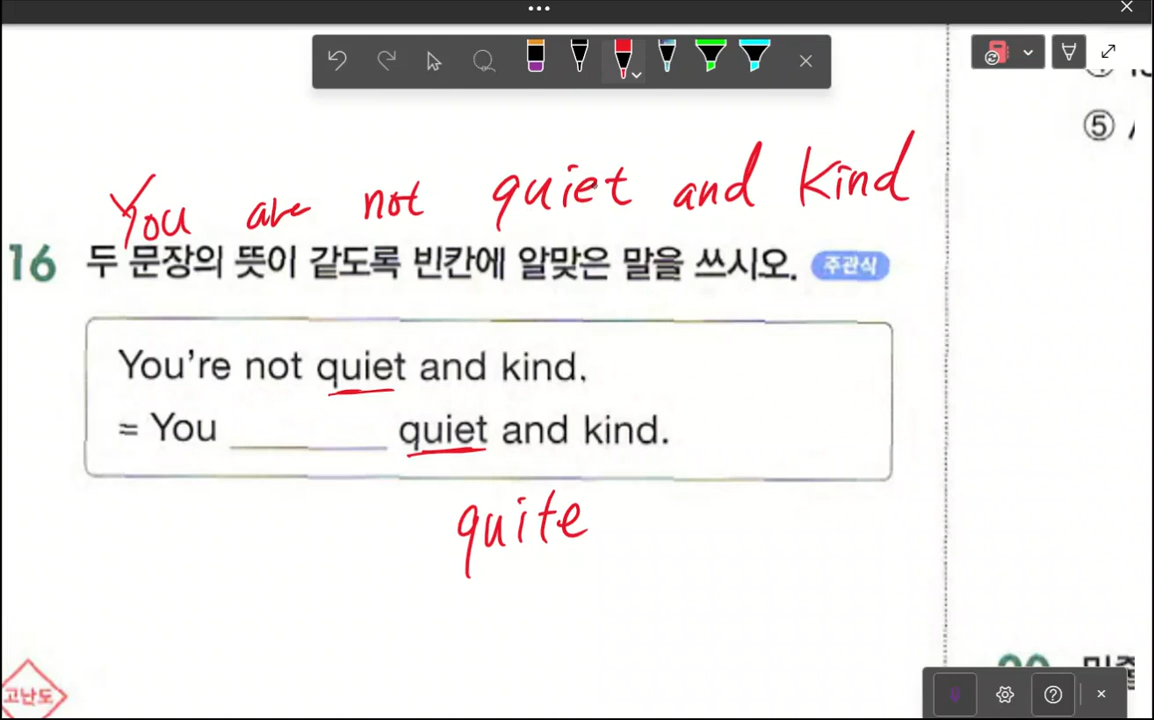 ⑤
You are not quiet and kind
16 두 문장의 뜻이 같도록 빈칸에 알맞은 말을 쓰시오. 주관식
You're not quiet and kind.
= You ________ quiet and kind.
quite
고난도